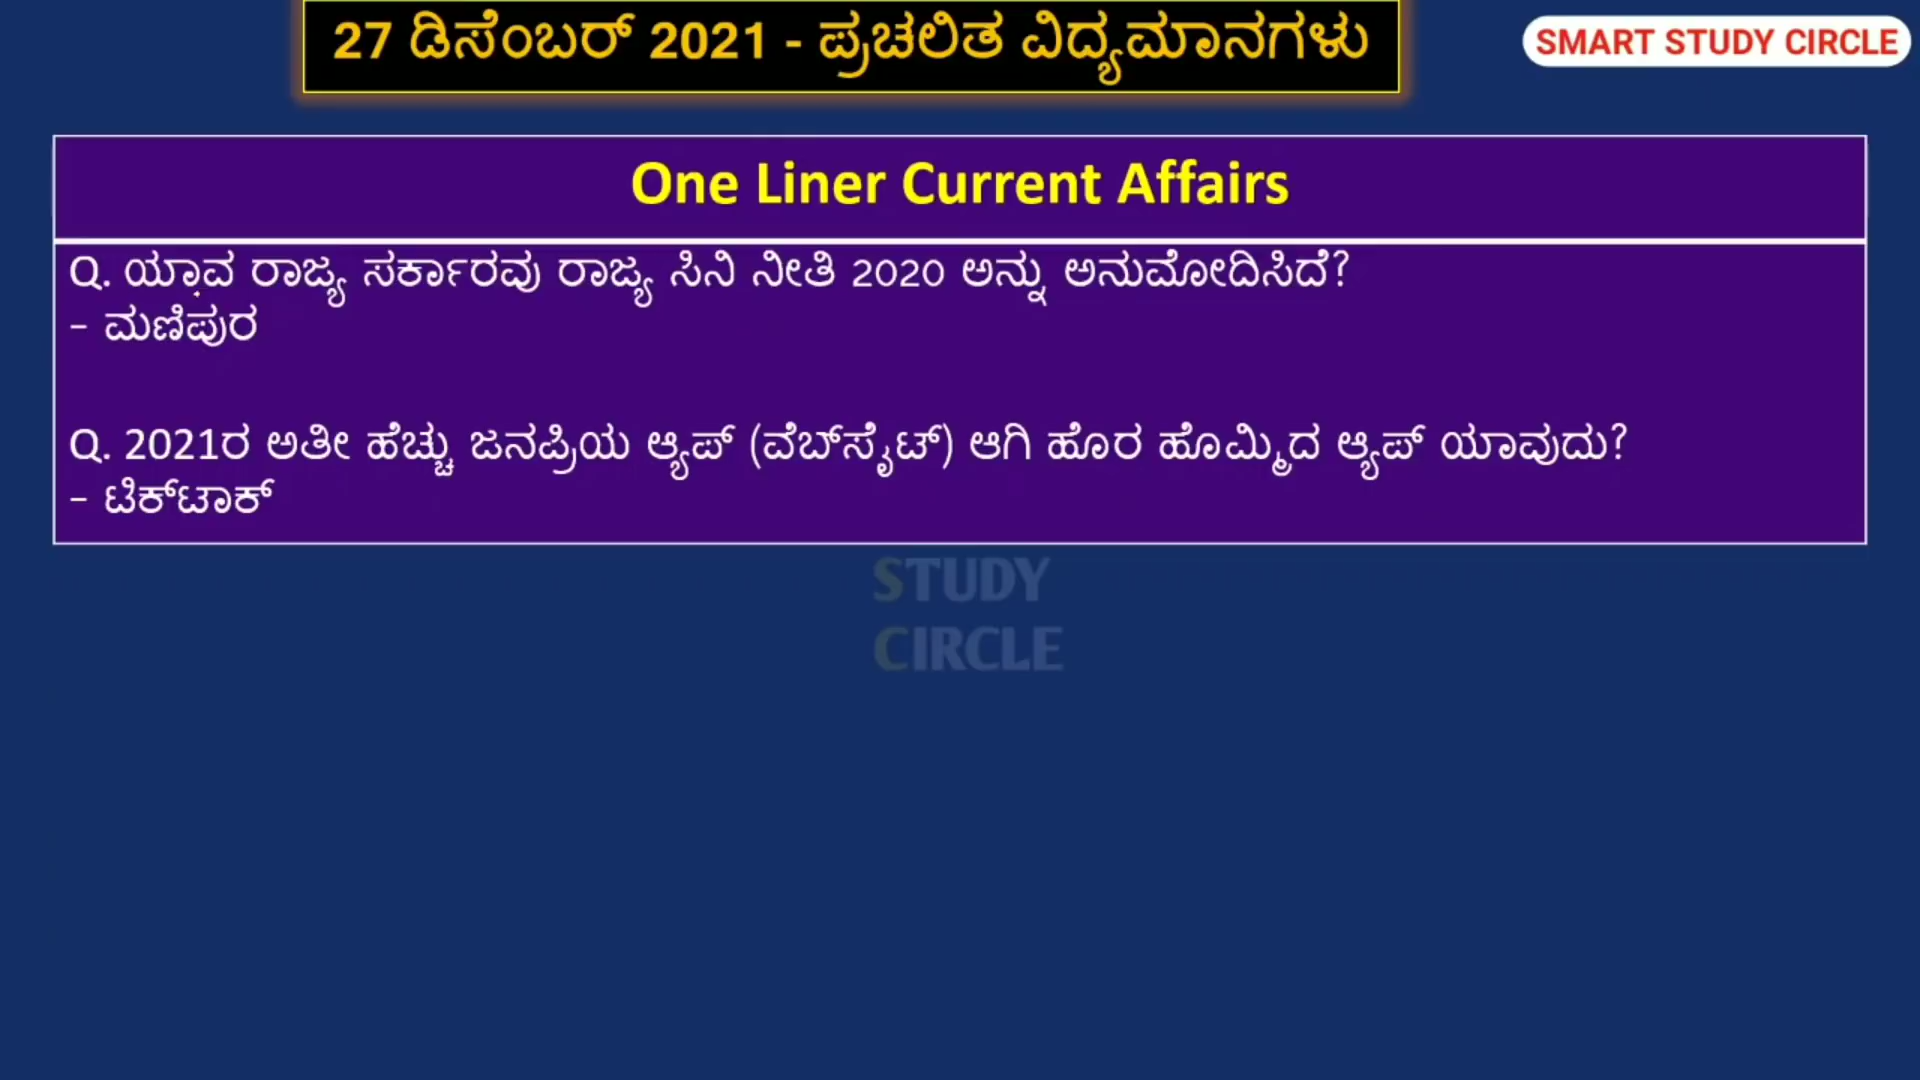 27 ಡಿಸೆಂಬರ್ 2021 - ಪ್ರಚಲಿತ ವಿದ್ಯಮಾನಗಳು
SMART STUDY CIRCLE
One Liner Current Affairs
Q. ಯಾವ ರಾಜ್ಯ ಸರ್ಕಾರವು ರಾಜ್ಯ ಸಿನಿ ನೀತಿ 2020 ಅನ್ನು ಅನುಮೋದಿಸಿದೆ?
- ಮಣಿಪುರ
Q. 2021ರ ಅತೀ ಹೆಚ್ಚು ಜನಪ್ರಿಯ ಆ್ಯಪ್ (ವೆಬ್‌ಸೈಟ್) ಆಗಿ ಹೊರ ಹೊಮ್ಮಿದ ಆ್ಯಪ್ ಯಾವುದು?
- ಟಿಕ್‌ಟಾಕ್
STUDY
CIRCLE